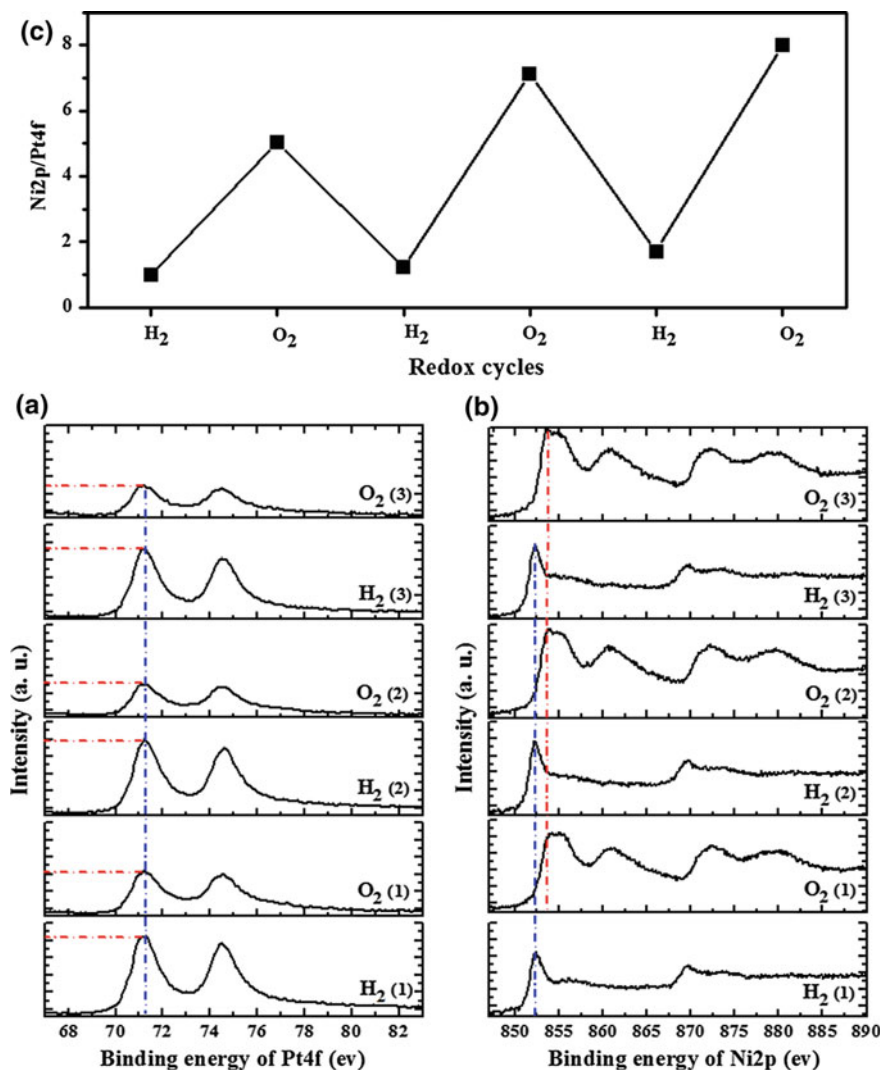 (c)
Ni2p/Pt4f
8
6
4
2
0
H2 O2 H2 O2 H2 O2
Redox cycles
(a)
Intensity (a. u.)
O2 (3)
H2 (3)
O2 (2)
H2 (2)
O2 (1)
H2 (1)
68 70 72 74 76 78 80 82
Binding energy of Pt4f (ev)
(b)
Intensity (a. u.)
O2 (3)
H2 (3)
O2 (2)
H2 (2)
O2 (1)
H2 (1)
850 855 860 865 870 875 880 885 890
Binding energy of Ni2p (ev)